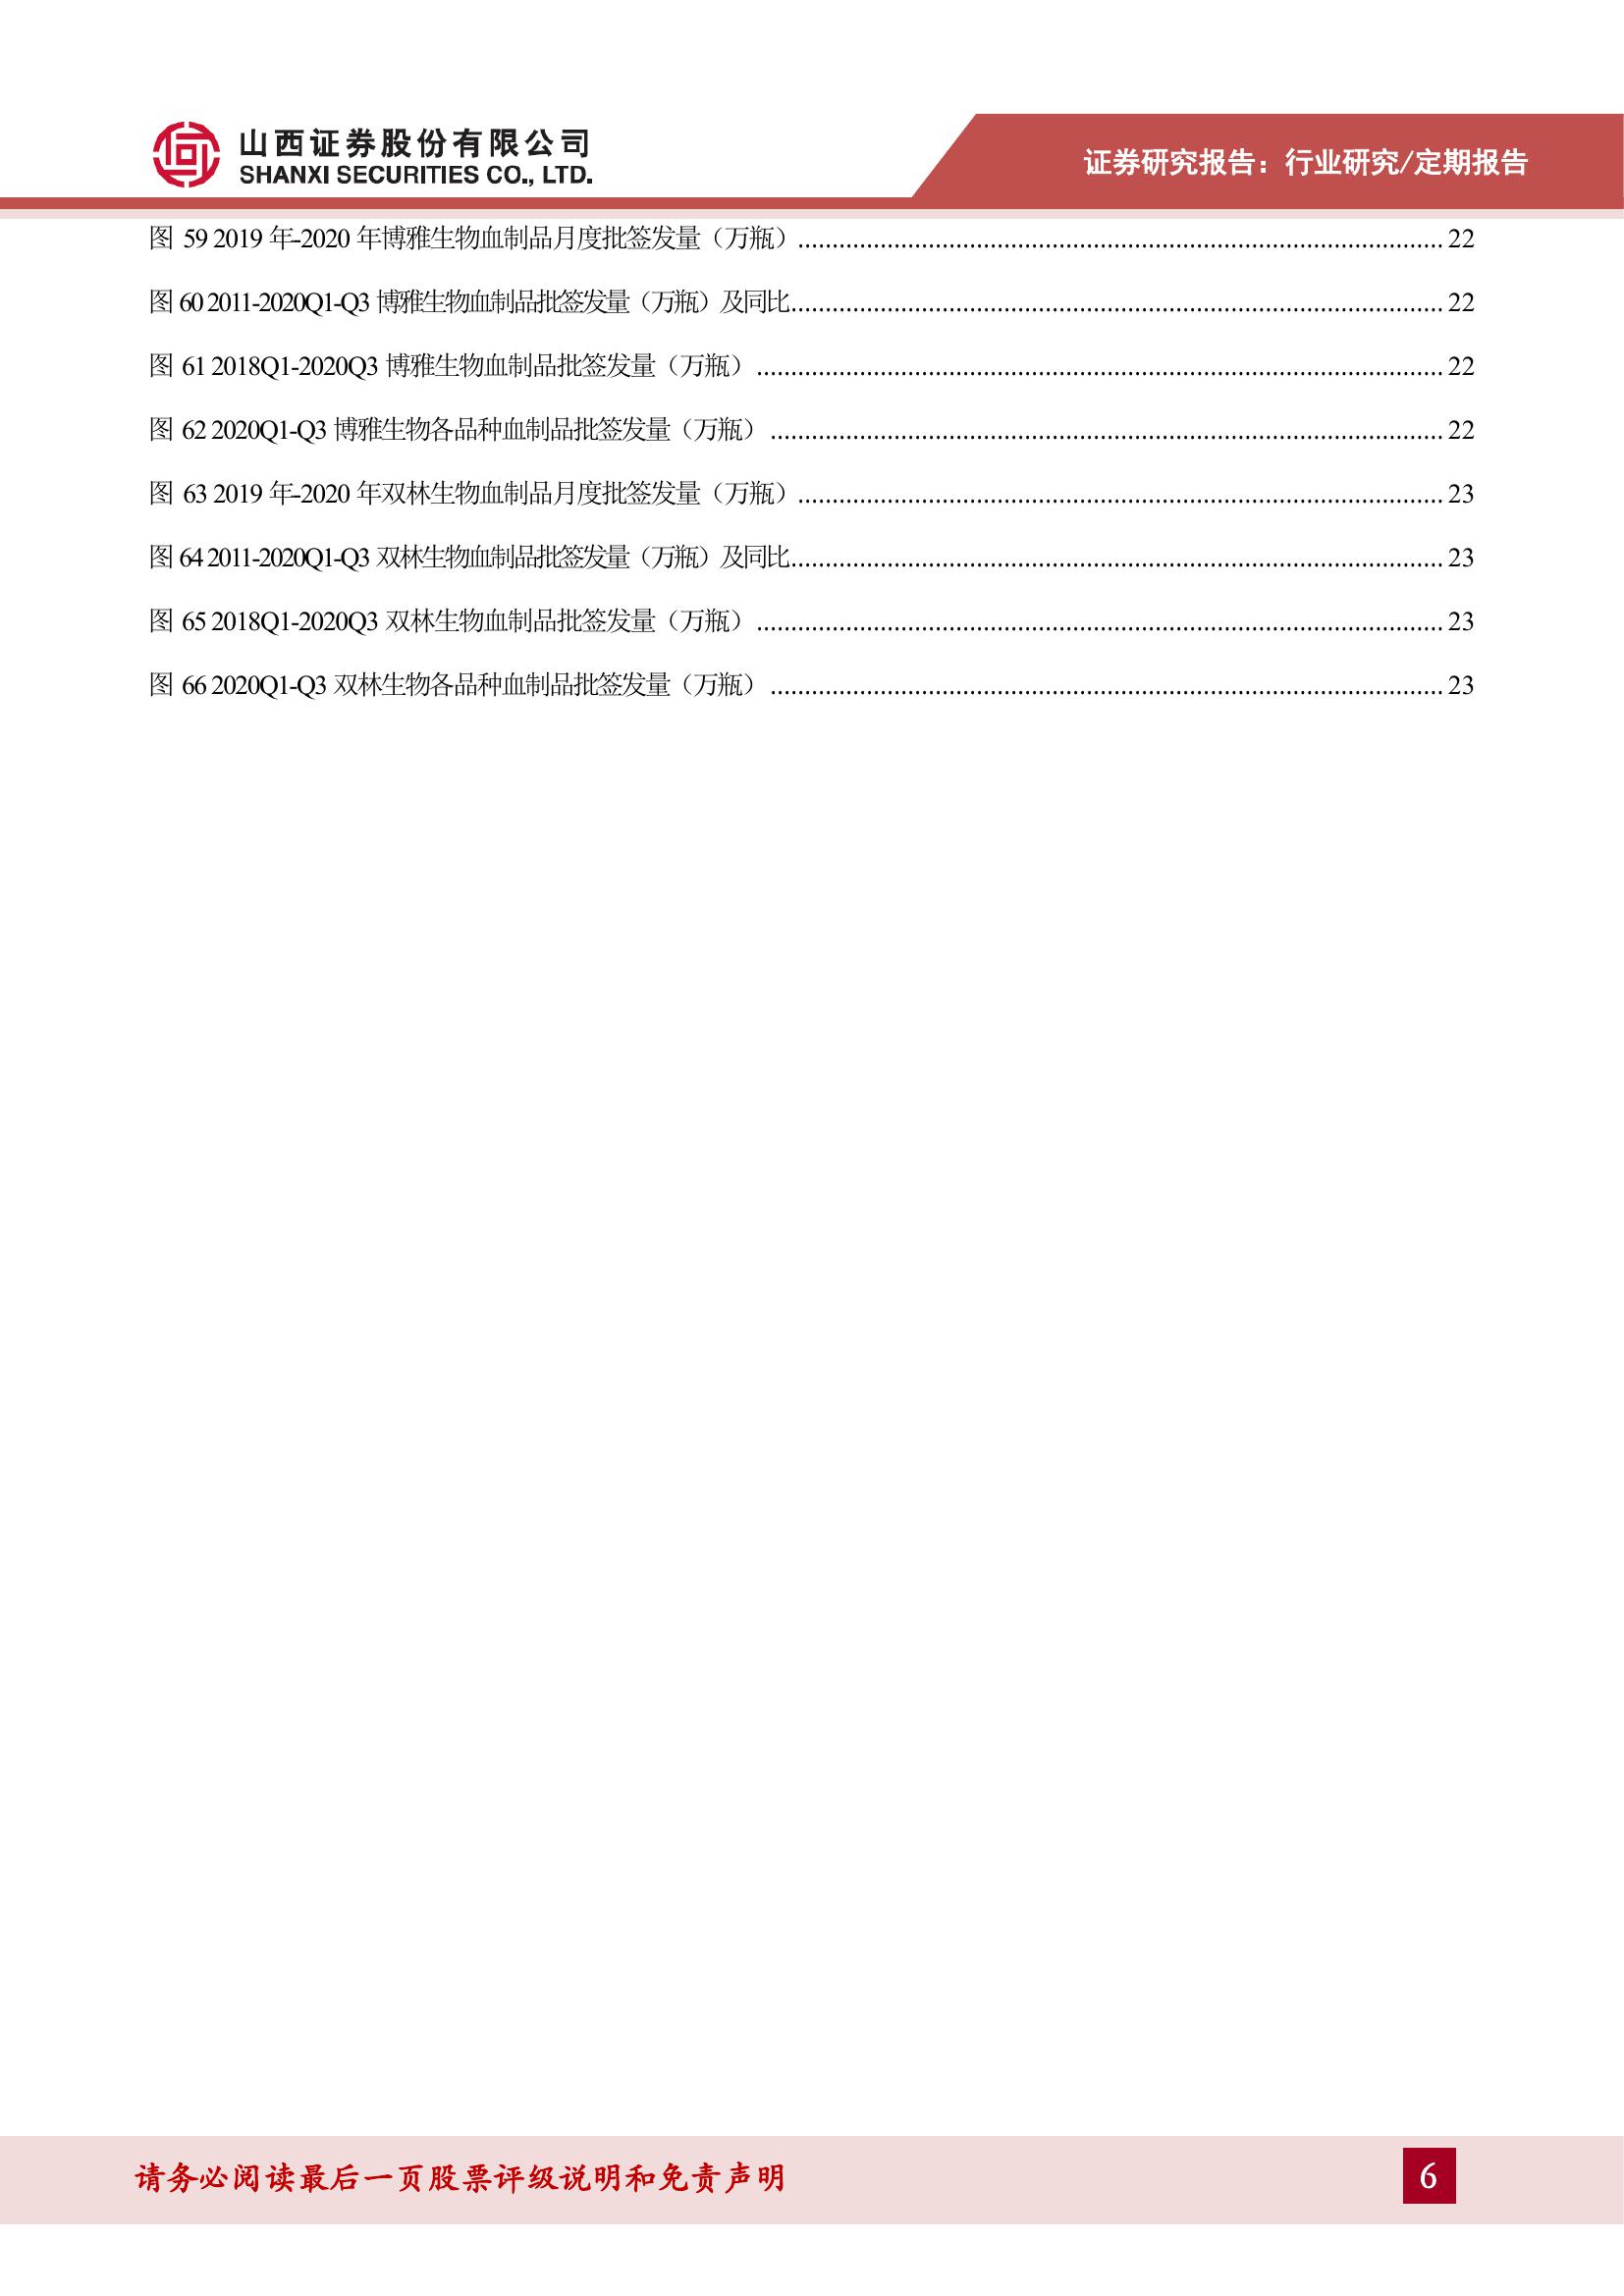 山西证券股份有限公司
SHANXI SECURITIES CO., LTD.
证券研究报告：行业研究/定期报告
图 59 2019 年-2020 年博雅生物血制品月度批签发量（万瓶）........................................ 22
图 60 2011-2020Q1-Q3 博雅生物血制品批签发量（万瓶）及同比........................................ 22
图 61 2018Q1-2020Q3 博雅生物血制品批签发量（万瓶）........................................ 22
图 62 2020Q1-Q3 博雅生物各品种血制品批签发量（万瓶）........................................ 22
图 63 2019 年-2020 年双林生物血制品月度批签发量（万瓶）........................................ 23
图 64 2011-2020Q1-Q3 双林生物血制品批签发量（万瓶）及同比........................................ 23
图 65 2018Q1-2020Q3 双林生物血制品批签发量（万瓶）........................................ 23
图 66 2020Q1-Q3 双林生物各品种血制品批签发量（万瓶）........................................ 23
请务必阅读最后一页股票评级说明和免责声明
6